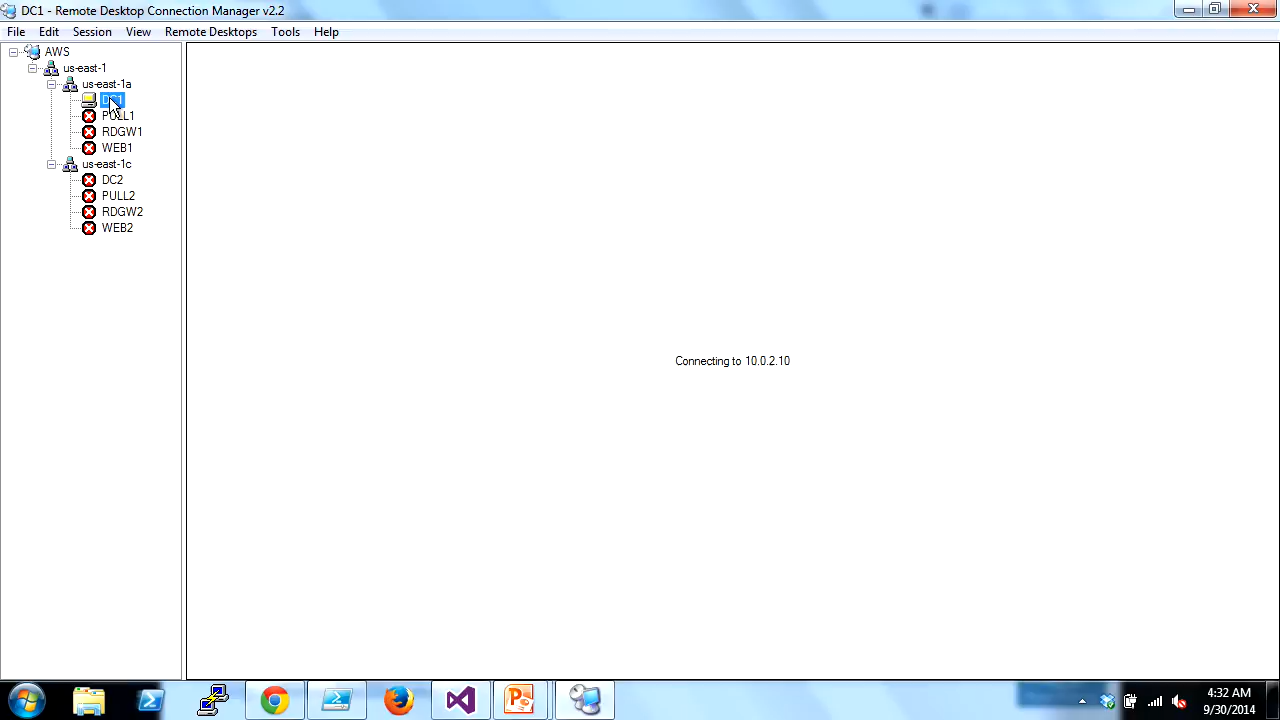 DC1 - Remote Desktop Connection Manager v2.2
File Edit Session View Remote Desktops Tools Help
AWS
us-east-1
us-east-1a
DC1
PULL1
RDGW1
WEB1
us-east-1c
DC2
PULL2
RDGW2
WEB2
Connecting to 10.0.2.10
4:32 AM
9/30/2014